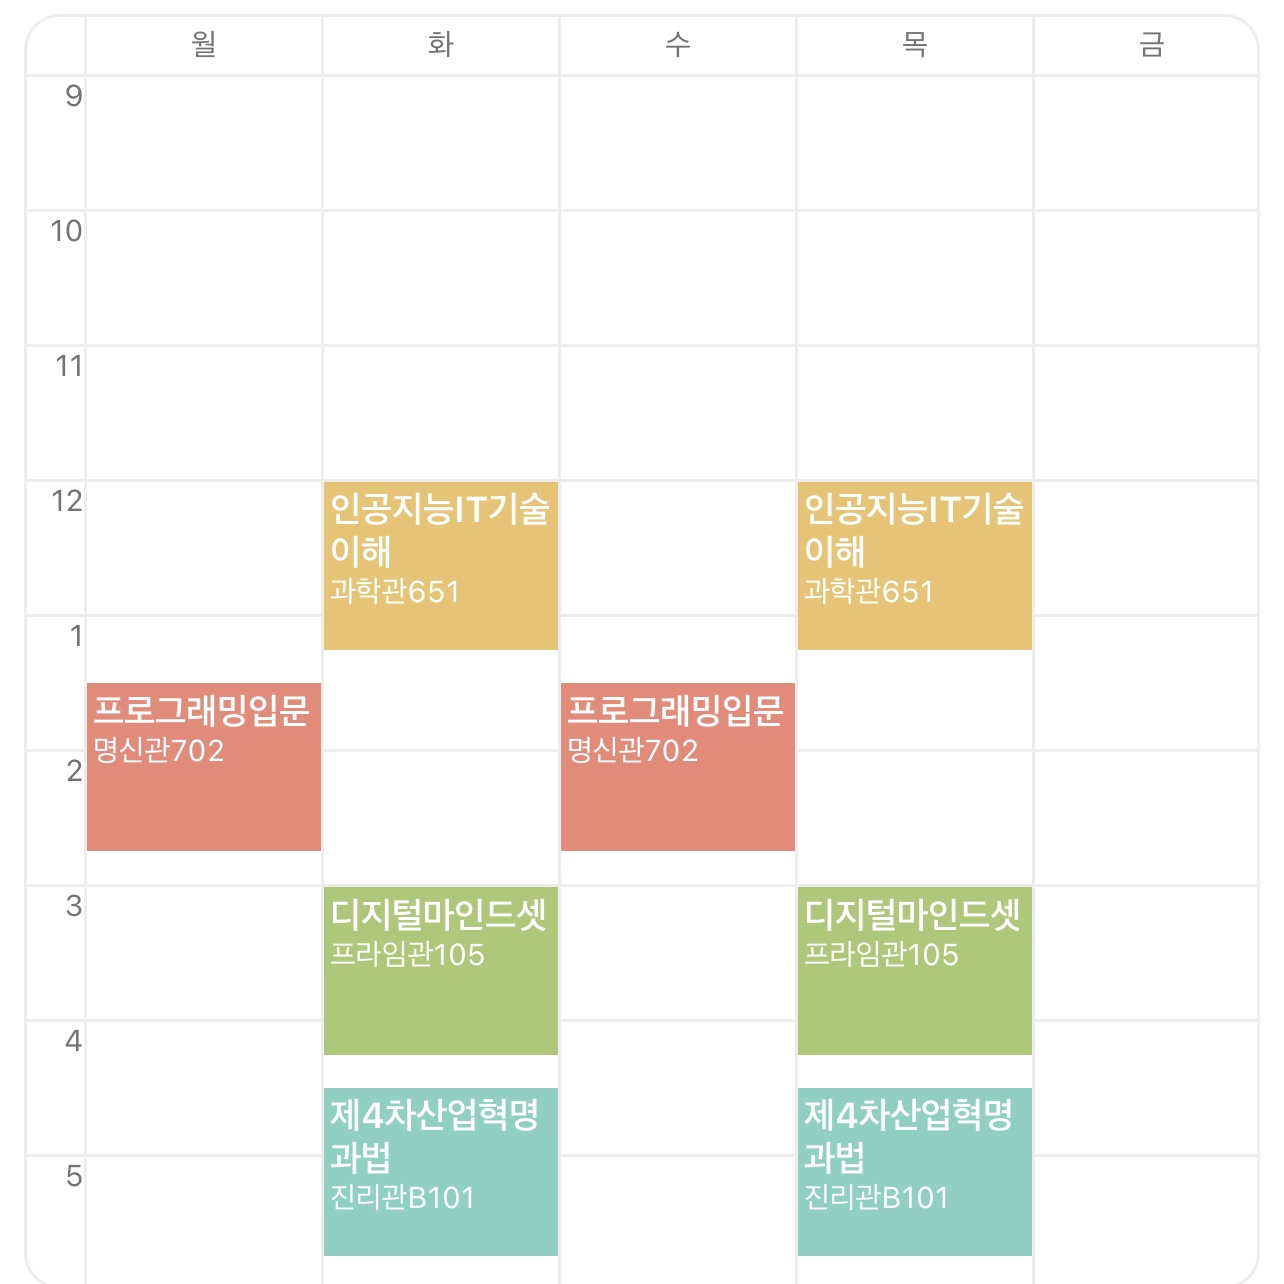 월 화 수 목 금
9
10
11
12
인공지능IT기술 인공지능IT기술
이해 이해
과학관651 과학관651
1
프로그래밍입문 프로그래밍입문
명신관702 명신관702
2
3
디지털마인드셋 디지털마인드셋
프라임관105 프라임관105
4
제4차산업혁명 제4차산업혁명
과법 과법
5
진리관B101 진리관B101